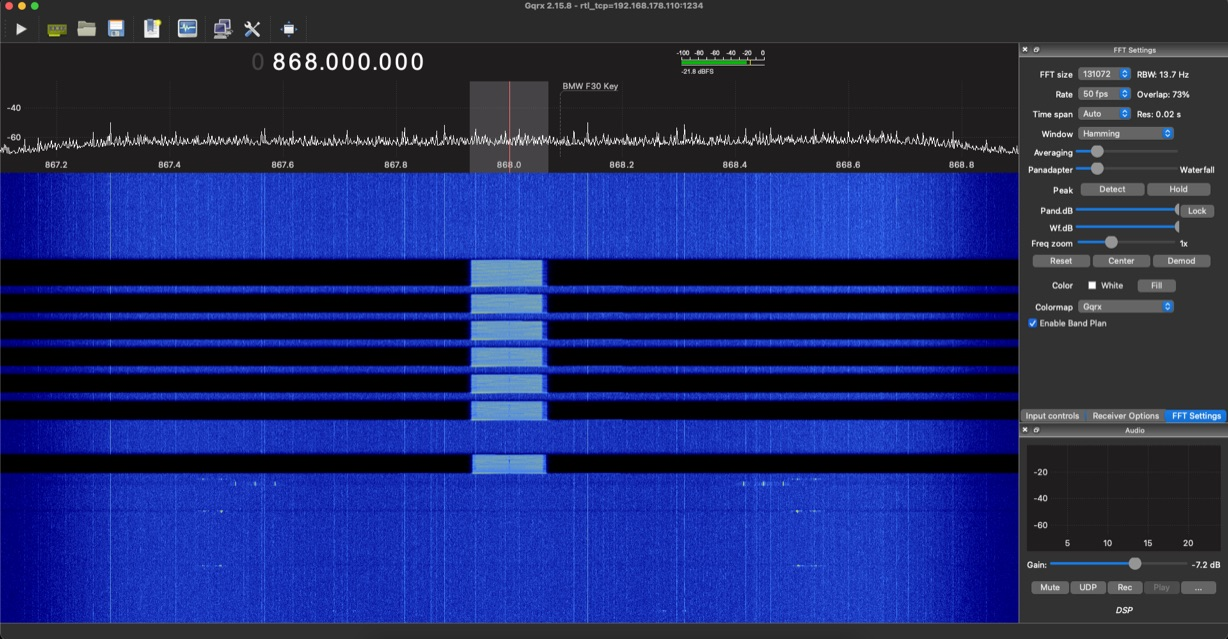 Gqrx 2.15.8 - rtl_tcp=192.168.178.110:1234
0 868.000.000
-100 -80 -60 -40 -20 0
-21.8 dBFS
BMW F30 Key
-40
-60
867.2 867.4 867.6 867.8 868.0 868.2 868.4 868.6 868.8
FFT Settings
FFT size 131072 RBW: 13.7 Hz
Rate 50 fps Overlap: 73%
Time span Auto Res: 0.02 s
Window Hamming
Averaging
Panadapter Waterfall
Peak Detect Hold
Pand.dB Lock
Wf.dB
Freq zoom 1x
Reset Center Demod
Color White Fill
Colormap Gqrx
Enable Band Plan
Input controls Receiver Options FFT Settings
Audio
-20
-40
-60
5 10 15 20
Gain: -7.2 dB
Mute UDP Rec Play ...
DSP